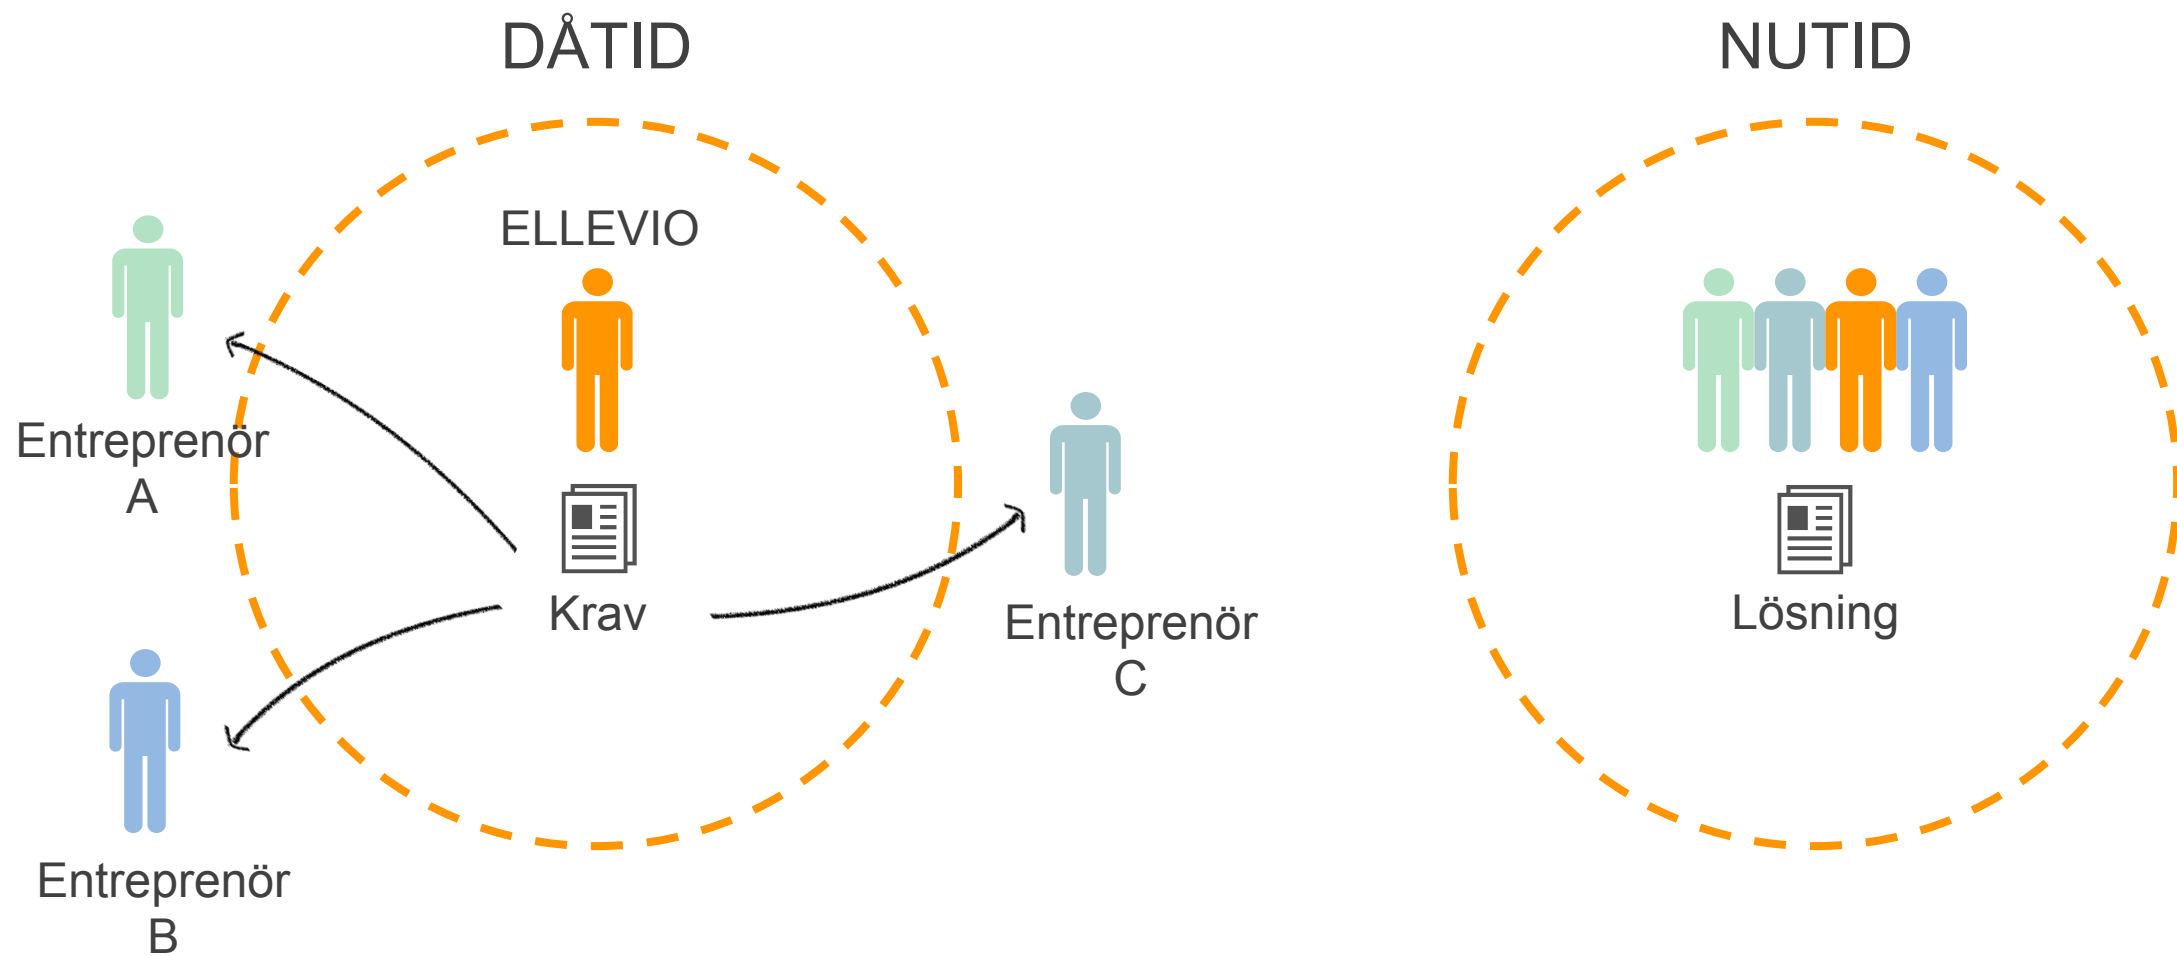 DÅTID
NUTID
ELLEVIO
Entreprenör
A
Krav
Entreprenör
C
Entreprenör
B
Lösning